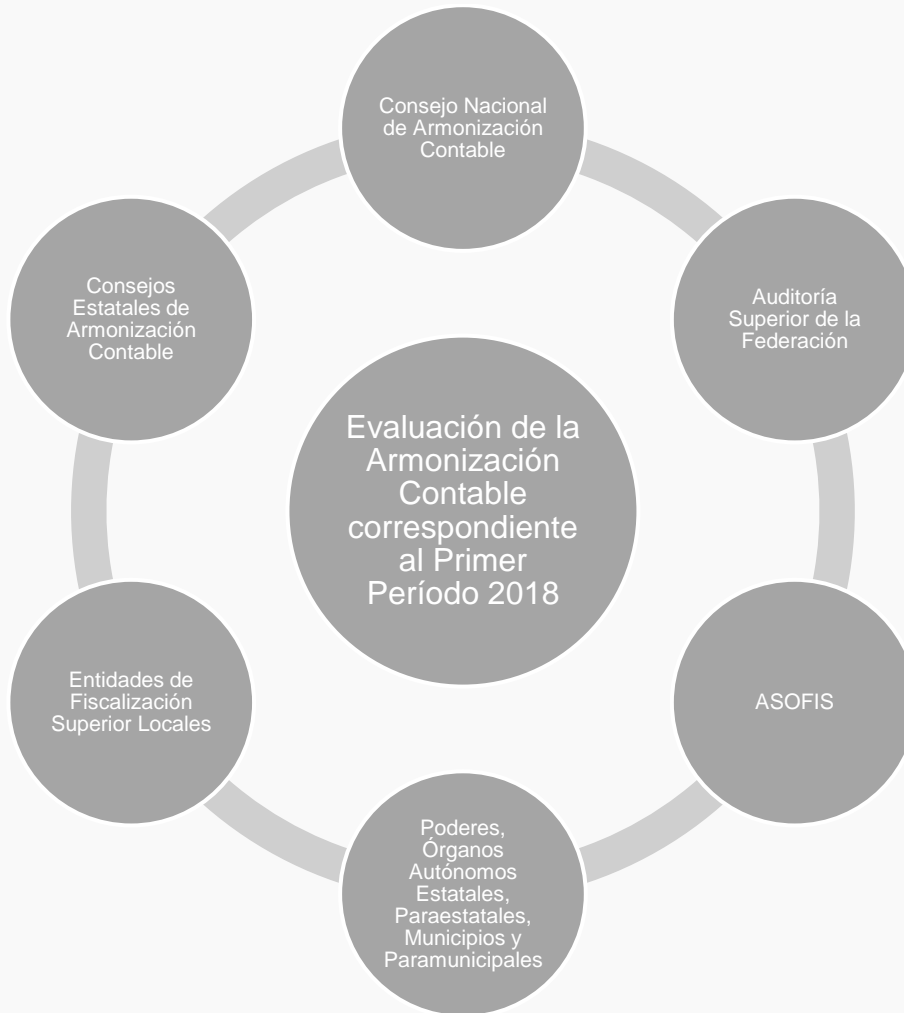 Consejo Nacional
de Armonización
Contable
Auditoría
Superior de la
Federación
ASOFIS
Poderes,
Órganos
Autónomos
Estatales,
Paraestatales,
Municipios y
Paramunicipales
Entidades de
Fiscalización
Superior Locales
Consejos
Estatales de
Armonización
Contable
Evaluación de la
Armonización
Contable
correspondiente
al Primer
Período 2018